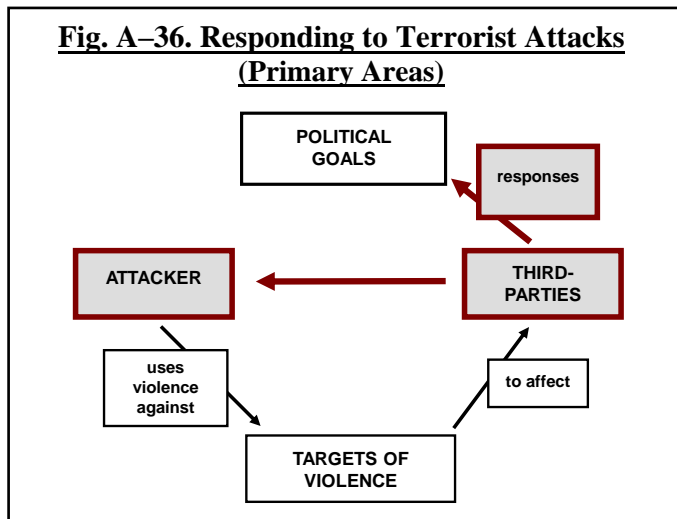 Fig. A–36. Responding to Terrorist Attacks
(Primary Areas)
POLITICAL
GOALS
responses
ATTACKER
THIRD-
PARTIES
uses
violence
against
to affect
TARGETS OF
VIOLENCE